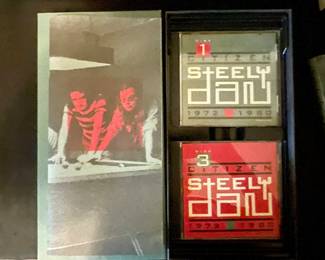 DISC
1
CITIZEN
STEELY
dan
1972 1980
DISC
3
CITIZEN
STEELY
dan
1972 1980